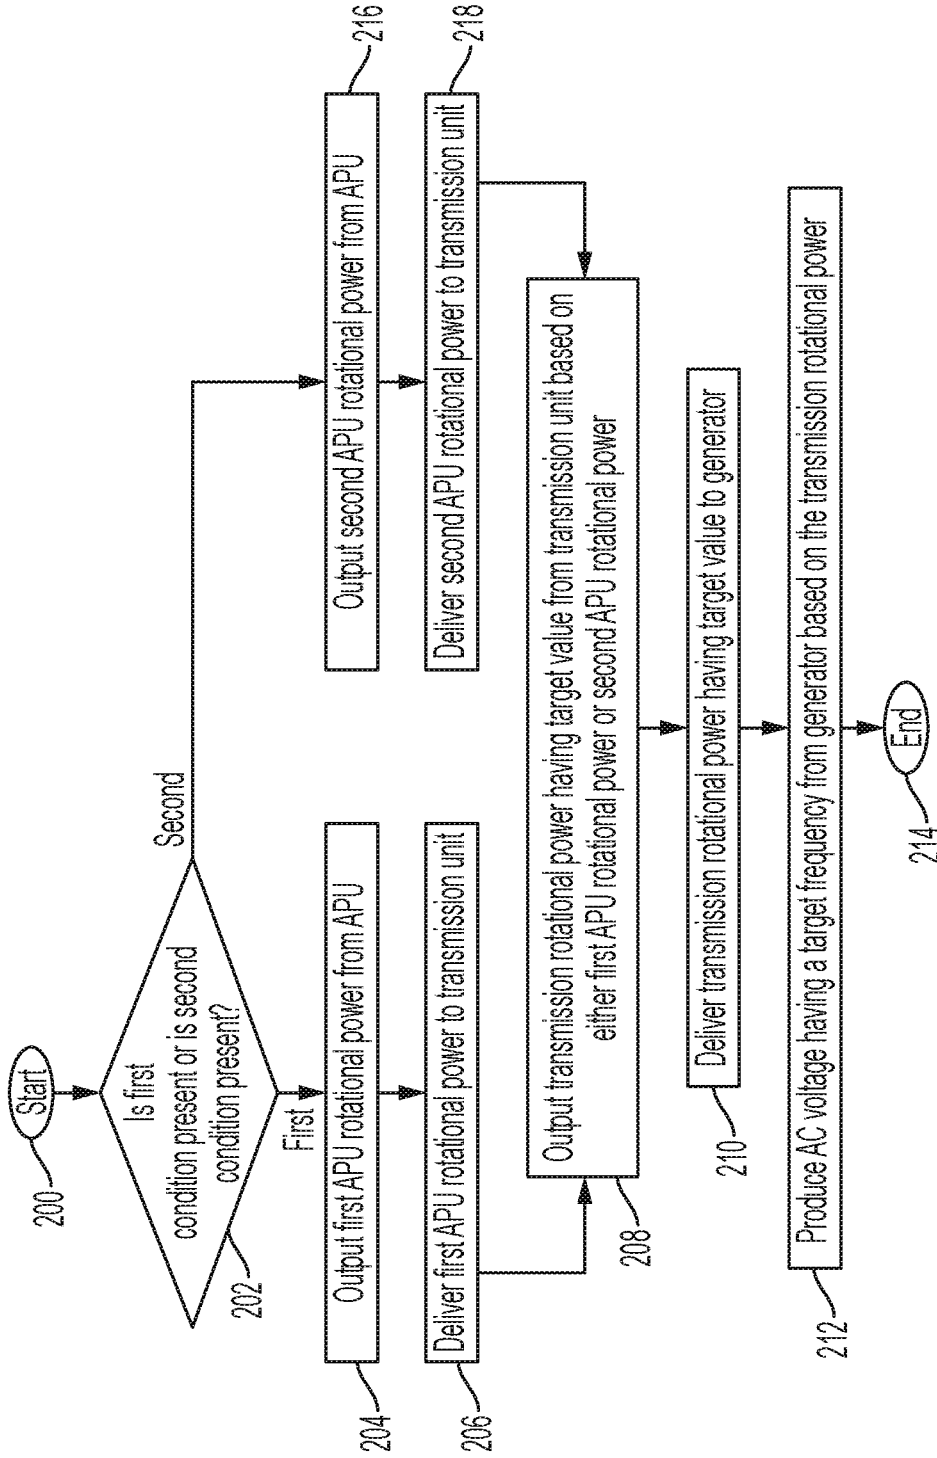 200
Start
202
Is first
condition present or is second
condition present?
First
Second
204
Output first APU rotational power from APU
206
Deliver first APU rotational power to transmission unit
216
Output second APU rotational power from APU
218
Deliver second APU rotational power to transmission unit
208
Output transmission rotational power having target value from transmission unit based on
either first APU rotational power or second APU rotational power
210
Deliver transmission rotational power having target value to generator
212
Produce AC voltage having a target frequency from generator based on the transmission rotational power
214
End